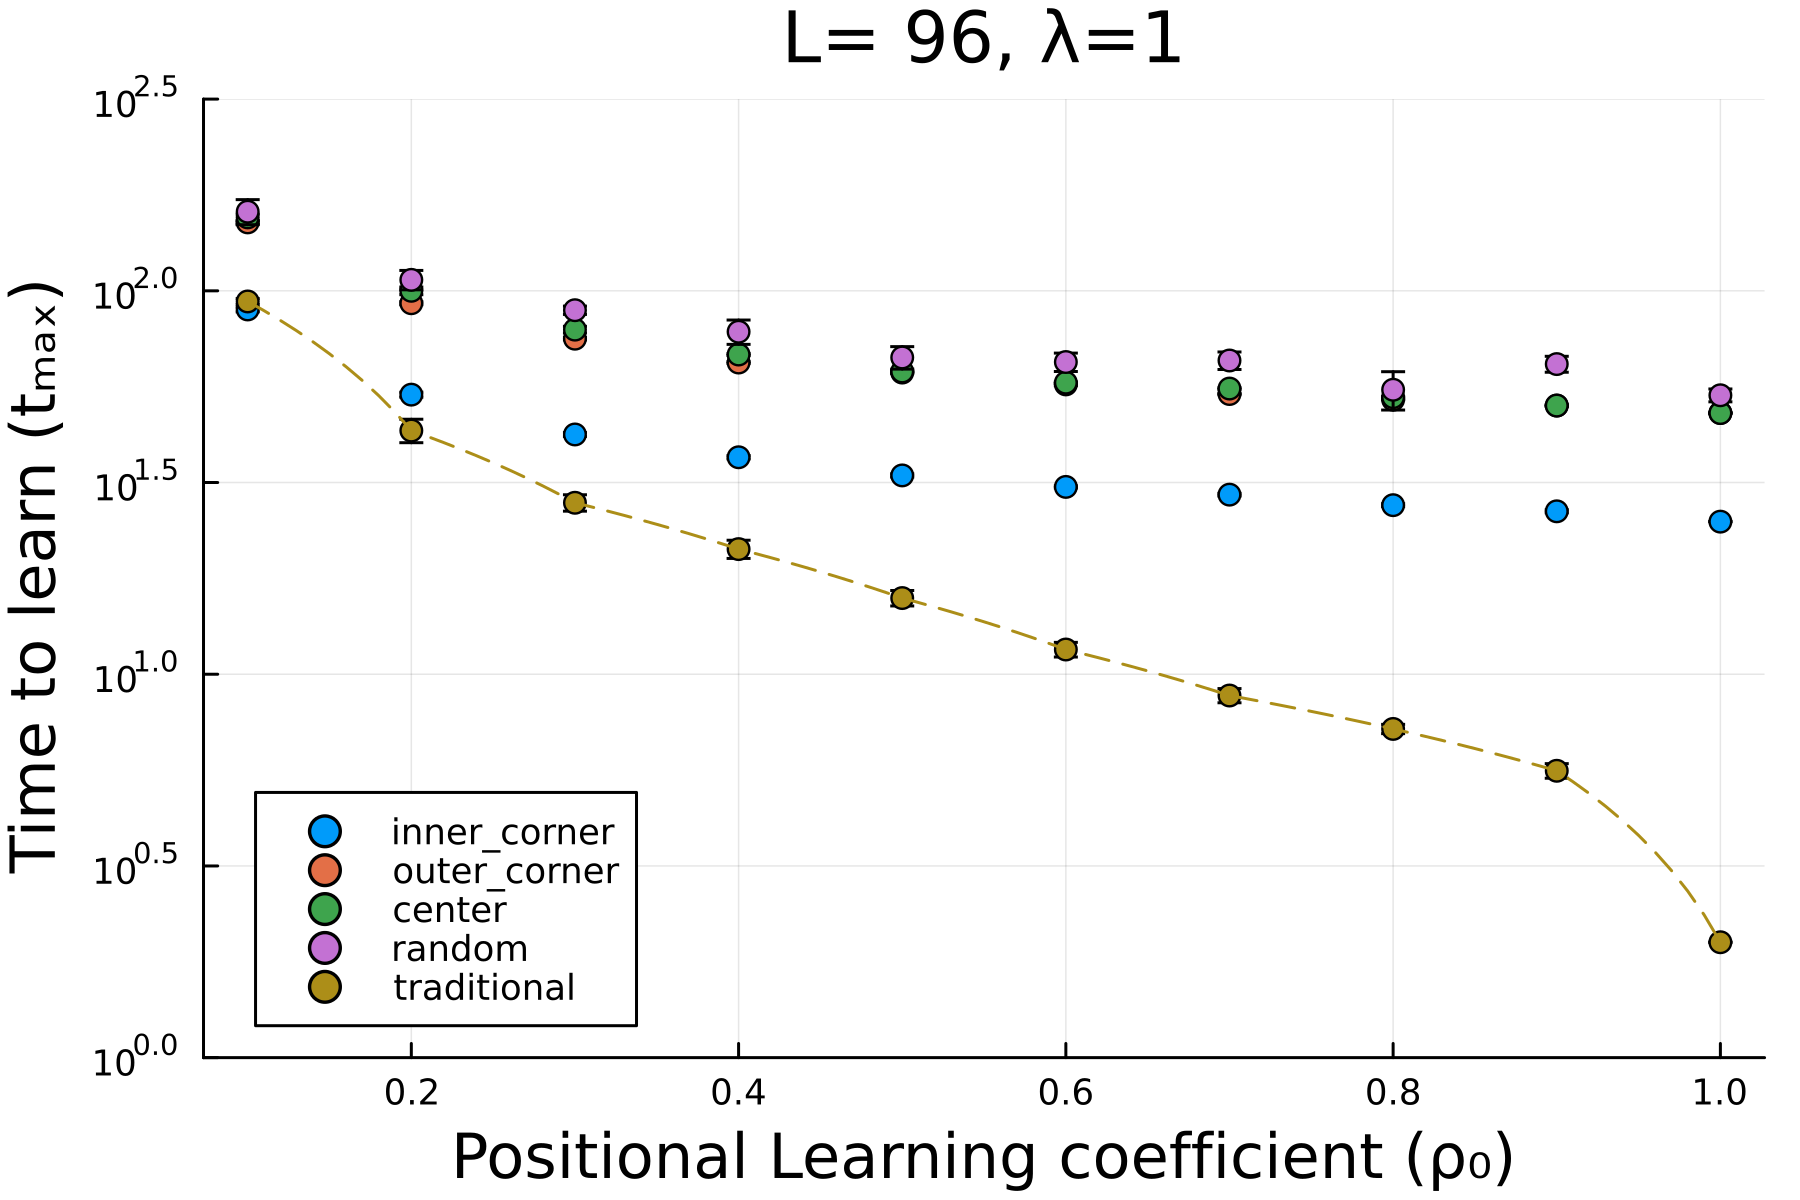 L= 96, λ=1
10^2.5
10^2.0
10^1.5
10^1.0
10^0.5
10^0.0
Time to learn (tₘₐₓ)
inner_corner
outer_corner
center
random
traditional
0.2 0.4 0.6 0.8 1.0
Positional Learning coefficient (ρ₀)